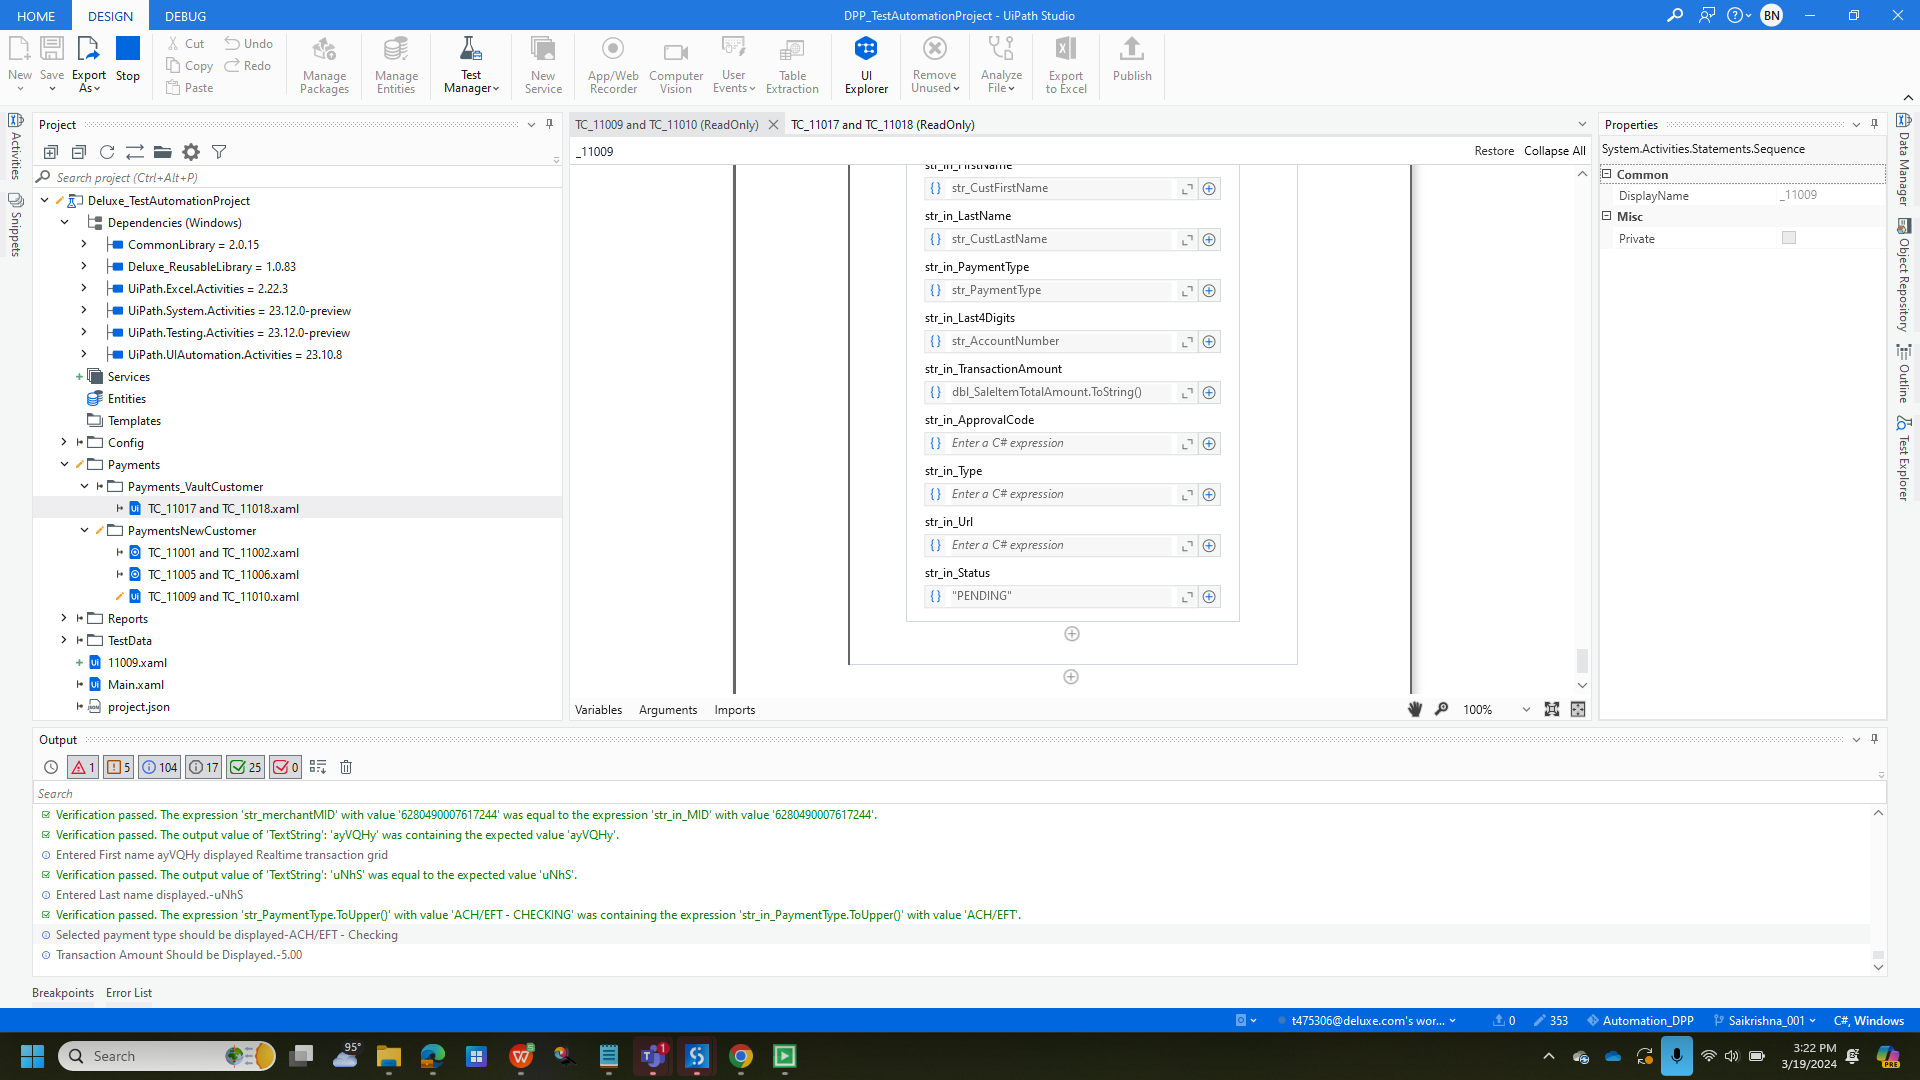 HOME DESIGN DEBUG DPP_TestAutomationProject - UiPath Studio BN
New Save Export As Stop
Cut Copy Paste Undo Redo
Manage Packages
Manage Entities
Test Manager
New Service
App/Web Recorder
Computer Vision
User Events
Table Extraction
UI Explorer
Remove Unused
Analyze File
Export to Excel
Publish
Activities
Snippets
Project
Search project (Ctrl+Alt+P)
Deluxe_TestAutomationProject
Dependencies (Windows)
CommonLibrary = 2.0.15
Deluxe_ReusableLibrary = 1.0.83
UiPath.Excel.Activities = 2.22.3
UiPath.System.Activities = 23.12.0-preview
UiPath.Testing.Activities = 23.12.0-preview
UiPath.UIAutomation.Activities = 23.10.8
Services
Entities
Templates
Config
Payments
Payments_VaultCustomer
TC_11017 and TC_11018.xaml
PaymentsNewCustomer
TC_11001 and TC_11002.xaml
TC_11005 and TC_11006.xaml
TC_11009 and TC_11010.xaml
Reports
TestData
11009.xaml
Main.xaml
project.json
TC_11009 and TC_11010 (ReadOnly) TC_11017 and TC_11018 (ReadOnly)
_11009 Restore Collapse All
str_in_FirstName
str_CustFirstName
str_in_LastName
str_CustLastName
str_in_PaymentType
str_PaymentType
str_in_Last4Digits
str_AccountNumber
str_in_TransactionAmount
dbl_SaleItemTotalAmount.ToString()
str_in_ApprovalCode
Enter a C# expression
str_in_Type
Enter a C# expression
str_in_Url
Enter a C# expression
str_in_Status
"PENDING"
Variables Arguments Imports 100%
Properties
System.Activities.Statements.Sequence
Common
DisplayName _11009
Misc
Private
Data Manager
Object Repository
Outline
Test Explorer
Output
1 5 104 17 25 0
Search
Verification passed. The expression 'str_merchantMID' with value '6280490007617244' was equal to the expression 'str_in_MID' with value '6280490007617244'.
Verification passed. The output value of 'TextString': 'ayVQHy' was containing the expected value 'ayVQHy'.
Entered First name ayVQHy displayed Realtime transaction grid
Verification passed. The output value of 'TextString': 'uNhS' was equal to the expected value 'uNhS'.
Entered Last name displayed.-uNhS
Verification passed. The expression 'str_PaymentType.ToUpper()' with value 'ACH/EFT - CHECKING' was containing the expression 'str_in_PaymentType.ToUpper()' with value 'ACH/EFT'.
Selected payment type should be displayed-ACH/EFT - Checking
Transaction Amount Should be Displayed.-5.00
Breakpoints Error List
t475306@deluxe.com's wor... 0 353 Automation_DPP Saikrishna_001 C#, Windows
Search 95° 1 3:22 PM
3/19/2024 PRE